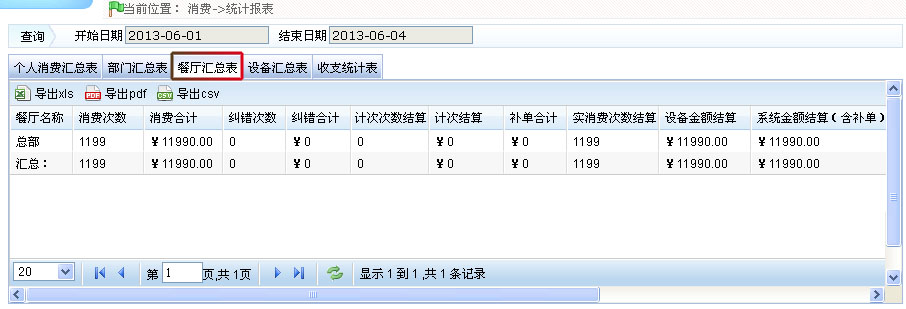 当前位置： 消费->统计报表
查询 开始日期 2013-06-01 结束日期 2013-06-04
个人消费汇总表 部门汇总表 餐厅汇总表 设备汇总表 收支统计表
导出xls 导出pdf 导出csv
餐厅名称 消费次数 消费合计 纠错次数 纠错合计 计次次数结算 计次结算 补单合计 实消费次数结算 设备金额结算 系统金额结算（含补单）
总部 1199 ¥ 11990.00 0 ¥ 0 0 ¥ 0 ¥ 0 1199 ¥ 11990.00 ¥ 11990.00
汇总： 1199 ¥ 11990.00 0 ¥ 0 0 ¥ 0 ¥ 0 1199 ¥ 11990.00 ¥ 11990.00
20 第 1 页,共 1页 显示 1 到 1 ,共 1 条记录